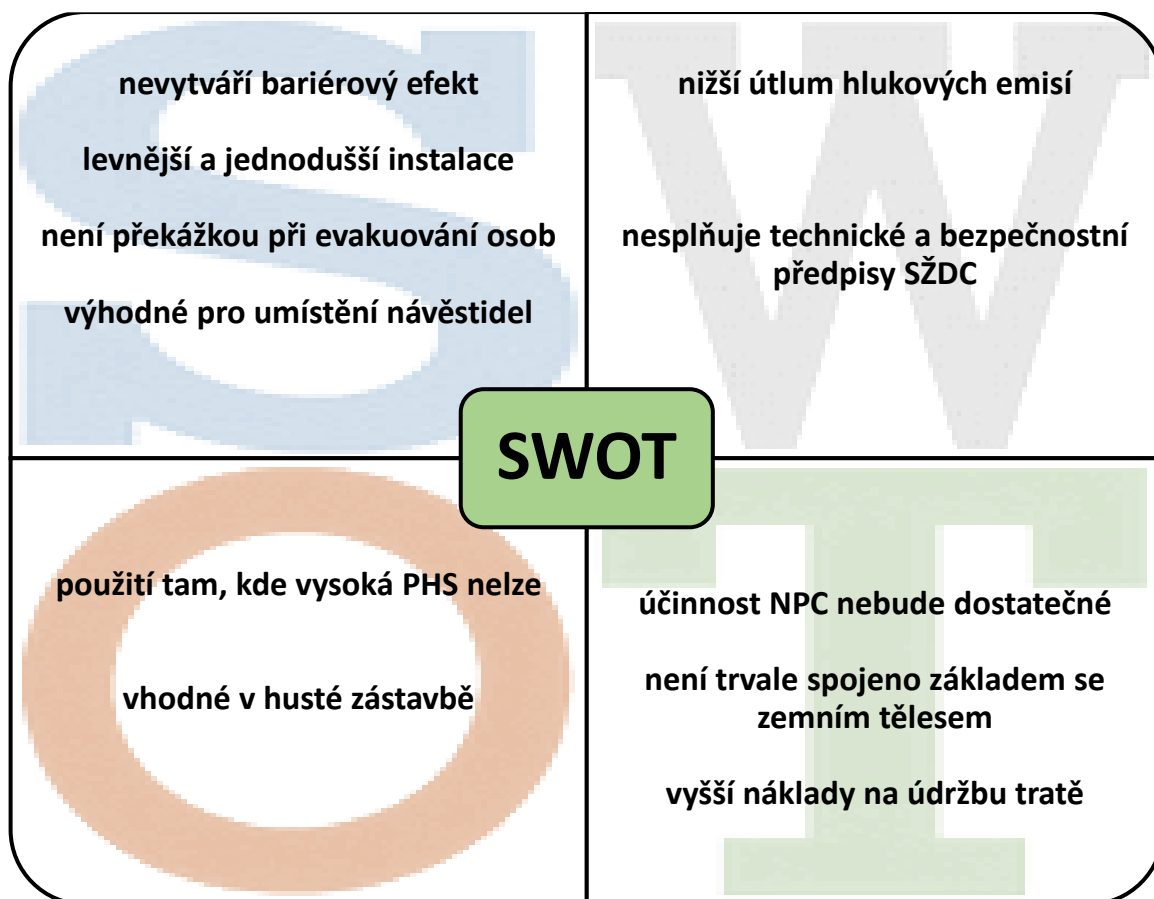 nevytváří bariérový efekt
levnější a jednodušší instalace
není překážkou při evakuování osob
výhodné pro umístění návěstidel
nižší útlum hlukových emisí
nesplňuje technické a bezpečnostní
předpisy SŽDC
SWOT
použití tam, kde vysoká PHS nelze
vhodné v husté zástavbě
účinnost NPC nebude dostatečné
není trvale spojeno základem se
zemním tělesem
vyšší náklady na údržbu tratě